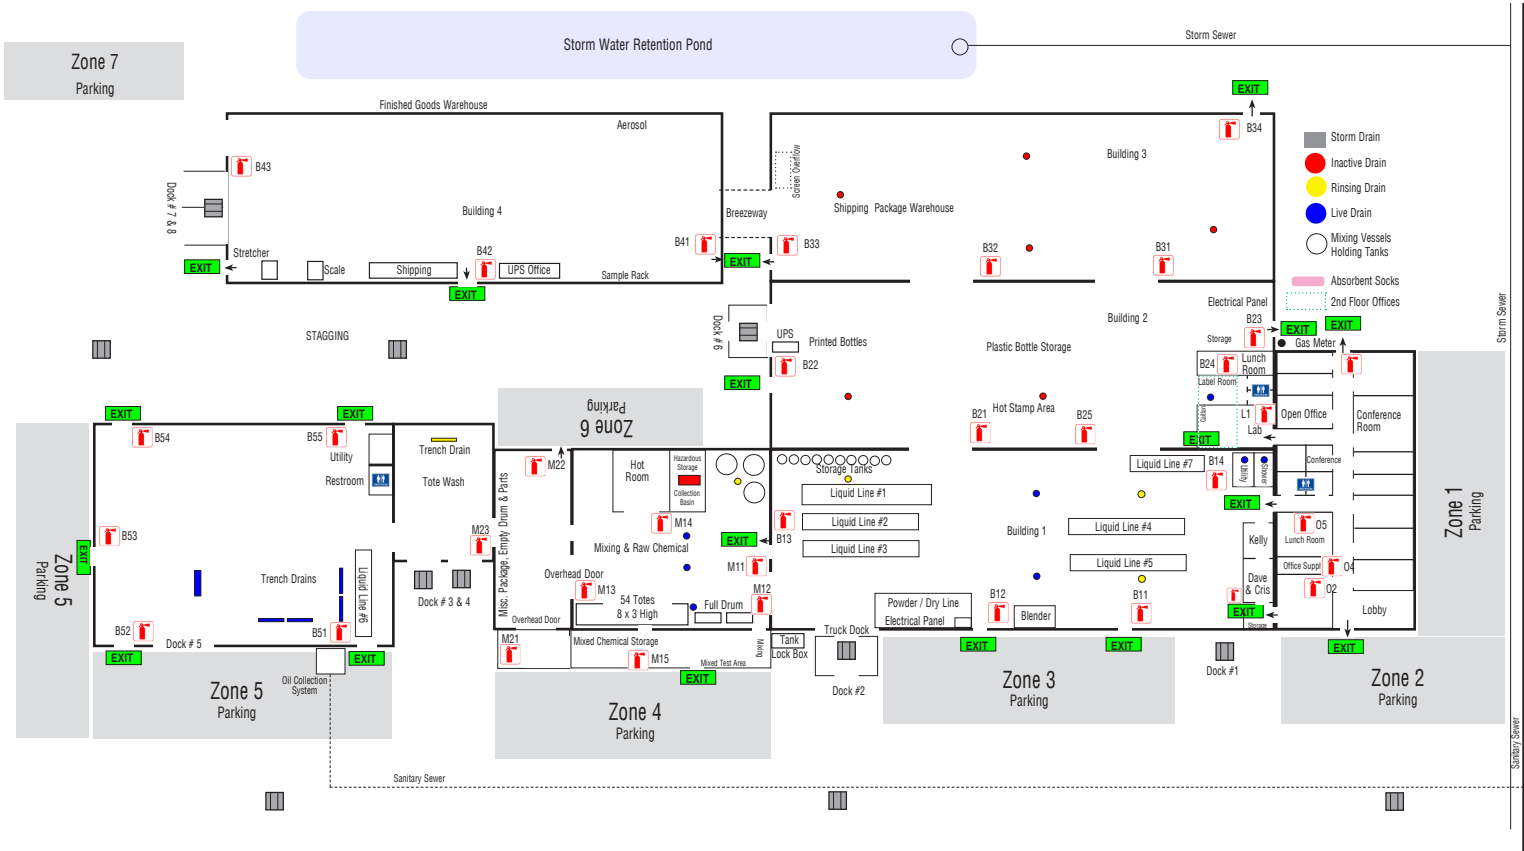 Storm Water Retention Pond
Storm Sewer
Zone 7
Parking
EXIT
Finished Goods Warehouse
Aerosol
B34
Storm Drain
Inactive Drain
Rinsing Drain
Live Drain
Mixing Vessels
Holding Tanks
Absorbent Socks
2nd Floor Offices
Building 3
Screen Overflow
B43
Dock # 7 & 8
Building 4
Breezeway
Shipping Package Warehouse
B41
B33
B42
B32
B31
Stretcher
EXIT
Scale
Shipping
UPS Office
Sample Rack
EXIT
EXIT
Electrical Panel
Building 2
B23
EXIT
EXIT
Storm Sewer
STAGGING
Dock # 6
UPS
Printed Bottles
B22
Plastic Bottle Storage
Storage
Gas Meter
B24
Lunch
Room
Label Room
EXIT
Hot Stamp Area
B21
B25
L1
Lab
Open Office
Conference
Room
EXIT
Zone 6
Parking
EXIT
EXIT
B54
B55
Utility
Restroom
Trench Drain
Tote Wash
M22
Hot
Room
Hazardous
Storage
Collection
Basin
Storage Tanks
Liquid Line #7
B14
Utility
Shower
Conference
EXIT
Liquid Line #1
Liquid Line #2
Liquid Line #3
Liquid Line #4
Liquid Line #5
Building 1
Zone 1
Parking
B53
EXIT
Zone 5
Parking
M23
Misc. Package, Empty Drum & Parts
M14
Mixing & Raw Chemical
EXIT
B13
M11
M12
Kelly
O5
Lunch Room
Office Suppl
O4
O2
Dave
& Cris
EXIT
Storage
Lobby
Trench Drains
Liquid Line #6
Dock # 3 & 4
Overhead Door
M13
54 Totes
8 x 3 High
Full Drum
Powder / Dry Line
Electrical Panel
B12
Blender
B11
B52
B51
Dock # 5
EXIT
EXIT
Overhead Door
M21
Mixed Chemical Storage
M15
Mixing
Mixed Test Area
EXIT
Tank
Lock Box
Truck Dock
Dock #2
EXIT
EXIT
Dock #1
EXIT
Oil Collection
System
Zone 5
Parking
Zone 4
Parking
Zone 3
Parking
Zone 2
Parking
Sanitary Sewer
Sanitary Sewer